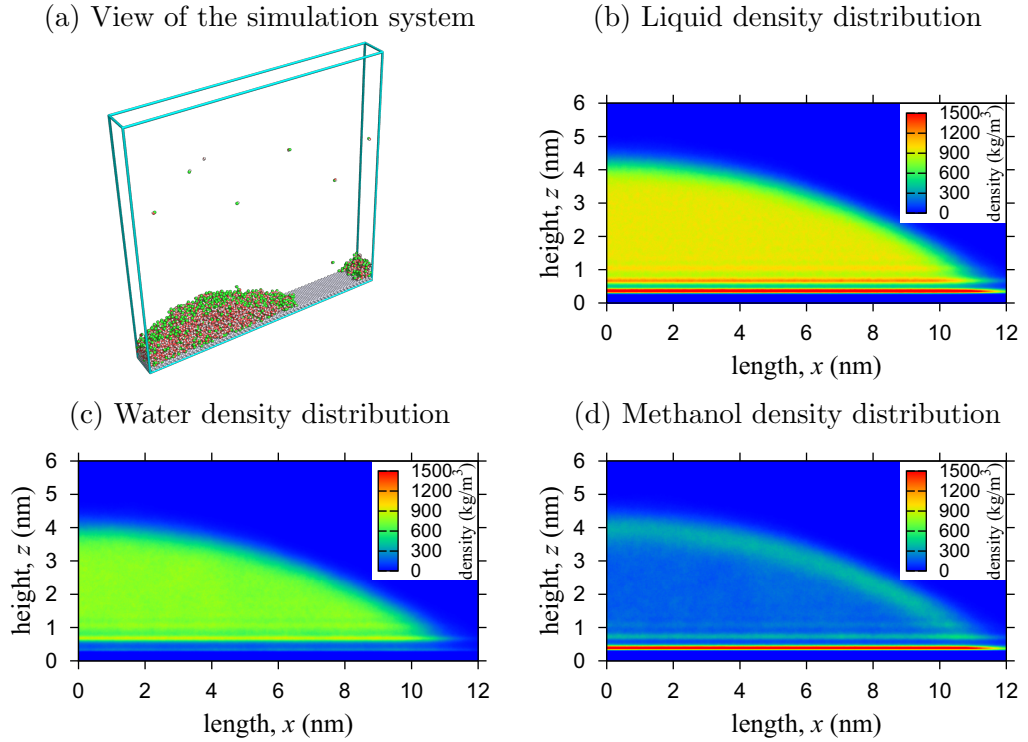 (a) View of the simulation system
(b) Liquid density distribution
6
5
4
3
2
1
0
height, z (nm)
1500
1200
900
600
300
0
density (kg/m³)
0 2 4 6 8 10 12
length, x (nm)
(c) Water density distribution
6
5
4
3
2
1
0
height, z (nm)
1500
1200
900
600
300
0
density (kg/m³)
0 2 4 6 8 10 12
length, x (nm)
(d) Methanol density distribution
6
5
4
3
2
1
0
height, z (nm)
1500
1200
900
600
300
0
density (kg/m³)
0 2 4 6 8 10 12
length, x (nm)